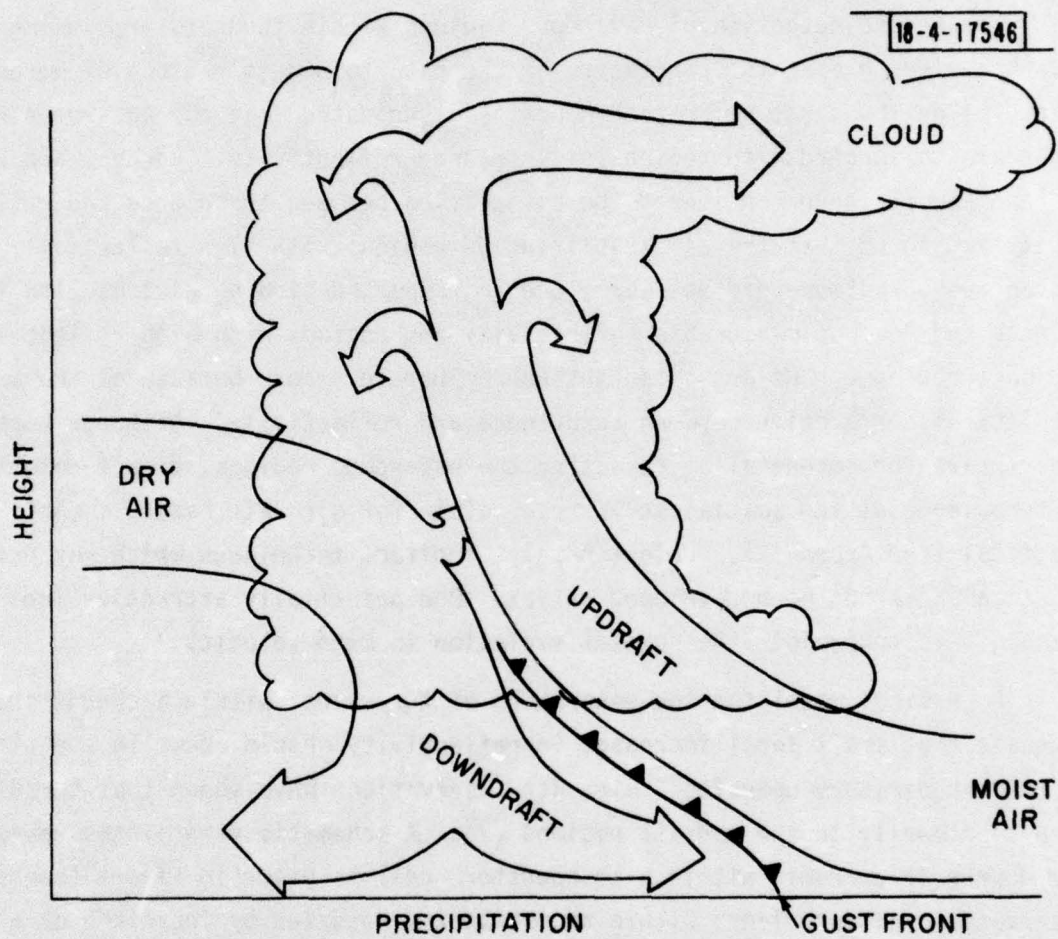 18-4-17546
CLOUD
HEIGHT
DRY
AIR
UPDRAFT
DOWNDRAFT
MOIST
AIR
PRECIPITATION
GUST FRONT